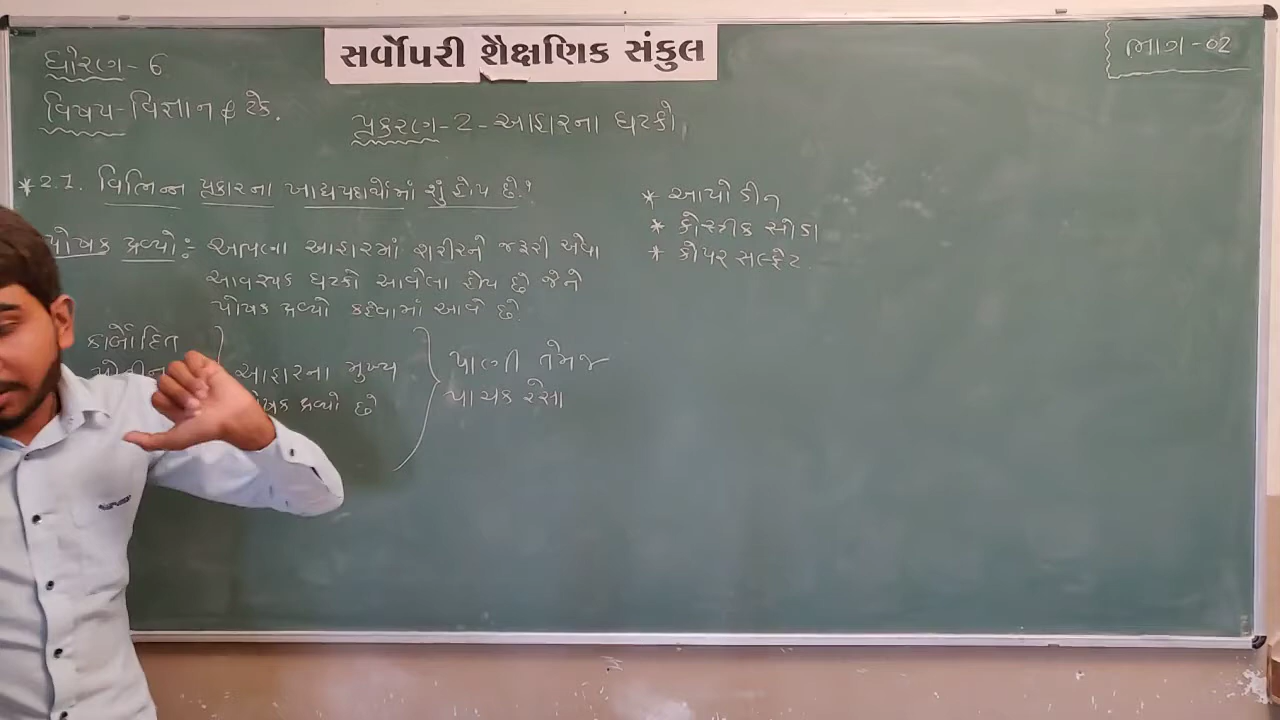 સર્વોપરી શૈક્ષણિક સંકુલ
ધોરણ - 6
ભાગ - 02
વિષય - વિજ્ઞાન & ટેક.
પ્રકરણ - 2 - આહારના ઘટકો
* 2.1. વિભિન્ન પ્રકારના ખાદ્યપદાર્થોમાં શું હોય છે?
પોષક દ્રવ્યો :- આપણા આહારમાં શરીરને જરૂરી એવા
આવશ્યક ઘટકો આવેલા હોય છે જેને
પોષક દ્રવ્યો કહેવામાં આવે છે.
કાર્બોદિત
આહારના મુખ્ય
દ્રવ્યો છે
પાણી તેમજ
પાચક રેસા
* આયોડીન
* કોસ્ટીક સોડા
* કોપર સલ્ફેટ